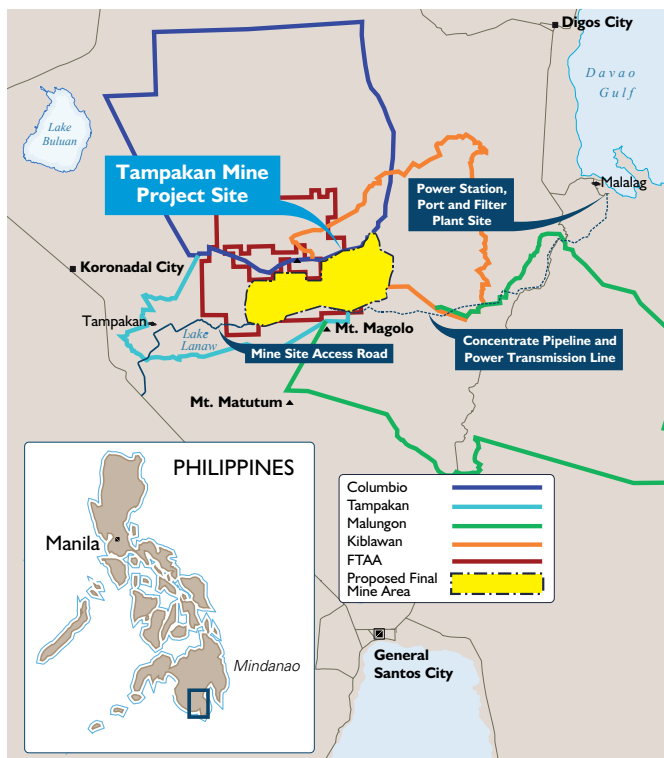 Digos City
Davao
Gulf
Lake
Buluan
Tampakan Mine
Project Site
Power Station,
Port and Filter
Plant Site
Malalag
Koronadal City
Tampakan
Lake
Lanaw
Mt. Magolo
Mine Site Access Road
Concentrate Pipeline and
Power Transmission Line
Mt. Matutum
PHILIPPINES
Manila
Mindanao
Columbio
Tampakan
Malungon
Kiblawan
FTAA
Proposed Final
Mine Area
General
Santos City